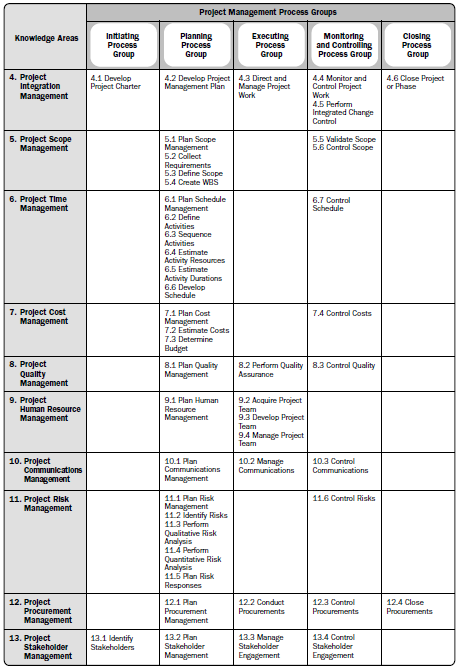 Project Management Process Groups
Knowledge Areas
Initiating
Process
Group
Planning
Process
Group
Executing
Process
Group
Monitoring
and Controlling
Process Group
Closing
Process
Group
4. Project
Integration
Management
4.1 Develop
Project Charter
4.2 Develop Project
Management Plan
4.3 Direct and
Manage Project
Work
4.4 Monitor and
Control Project
Work
4.5 Perform
Integrated Change
Control
4.6 Close Project
or Phase
5. Project Scope
Management
5.1 Plan Scope
Management
5.2 Collect
Requirements
5.3 Define Scope
5.4 Create WBS
5.5 Validate Scope
5.6 Control Scope
6. Project Time
Management
6.1 Plan Schedule
Management
6.2 Define
Activities
6.3 Sequence
Activities
6.4 Estimate
Activity Resources
6.5 Estimate
Activity Durations
6.6 Develop
Schedule
6.7 Control
Schedule
7. Project Cost
Management
7.1 Plan Cost
Management
7.2 Estimate Costs
7.3 Determine
Budget
7.4 Control Costs
8. Project
Quality
Management
8.1 Plan Quality
Management
8.2 Perform Quality
Assurance
8.3 Control Quality
9. Project
Human Resource
Management
9.1 Plan Human
Resource
Management
9.2 Acquire Project
Team
9.3 Develop Project
Team
9.4 Manage Project
Team
10. Project
Communications
Management
10.1 Plan
Communications
Management
10.2 Manage
Communications
10.3 Control
Communications
11. Project Risk
Management
11.1 Plan Risk
Management
11.2 Identify Risks
11.3 Perform
Qualitative Risk
Analysis
11.4 Perform
Quantitative Risk
Analysis
11.5 Plan Risk
Responses
11.6 Control Risks
12. Project
Procurement
Management
12.1 Plan
Procurement
Management
12.2 Conduct
Procurements
12.3 Control
Procurements
12.4 Close
Procurements
13. Project
Stakeholder
Management
13.1 Identify
Stakeholders
13.2 Plan
Stakeholder
Management
13.3 Manage
Stakeholder
Engagement
13.4 Control
Stakeholder
Engagement